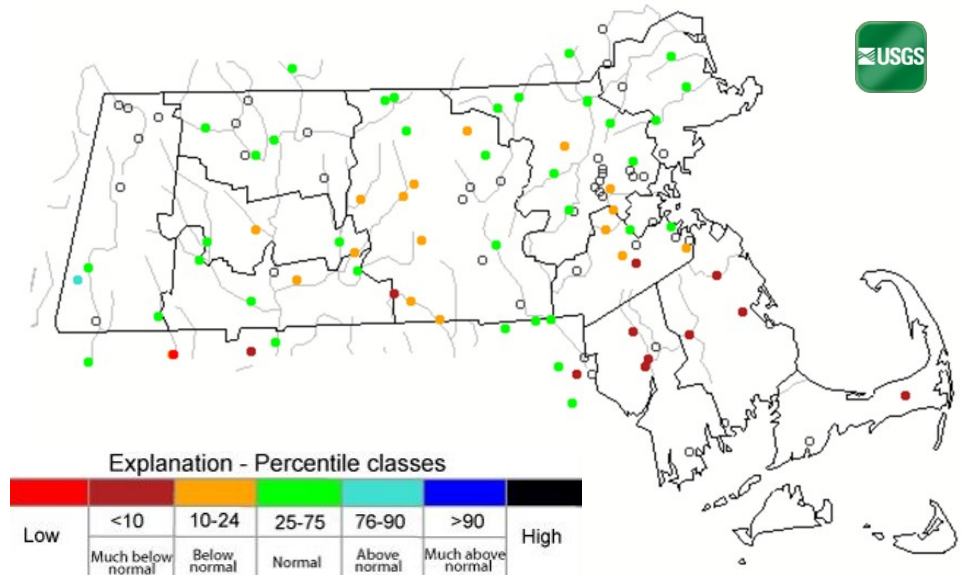 USGS
Explanation - Percentile classes
Low
<10
10-24
25-75
76-90
>90
High
Much below
normal
Below
normal
Normal
Above
normal
Much above
normal